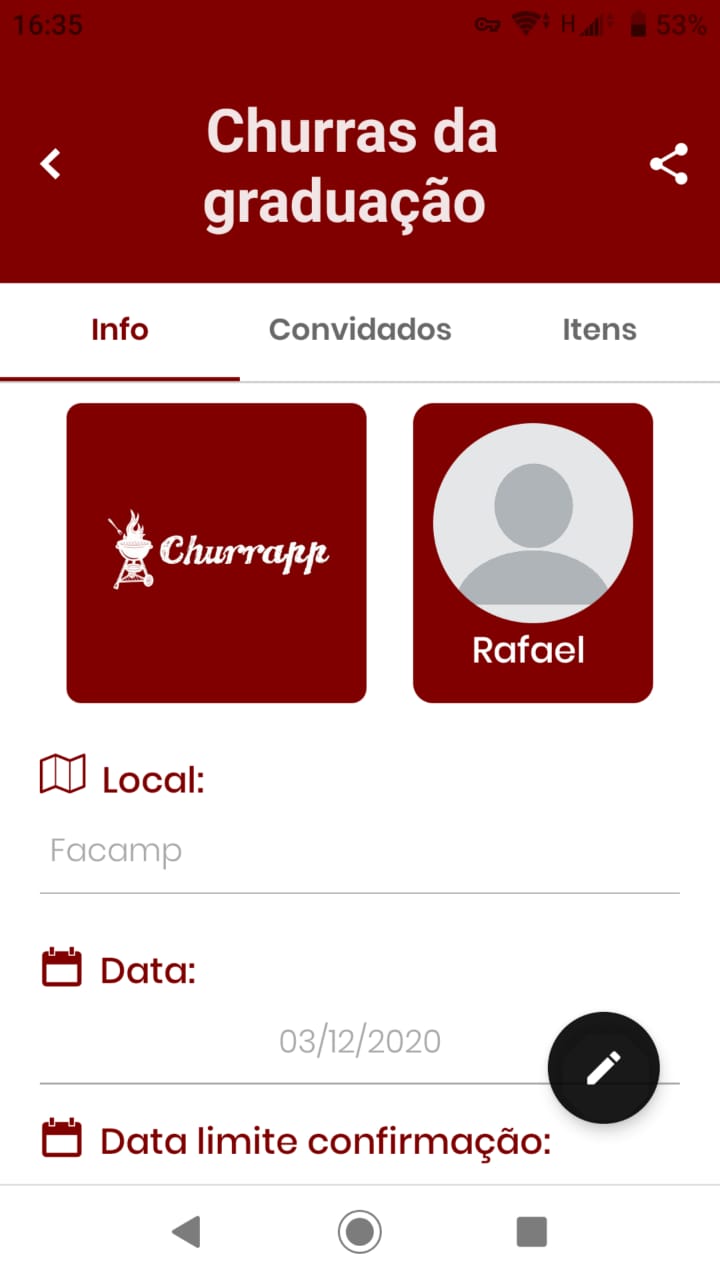 16:35
H
53%
Churras da
graduação
Info Convidados Itens
Churrapp
Rafael
Local:
Facamp
Data:
03/12/2020
Data limite confirmação: